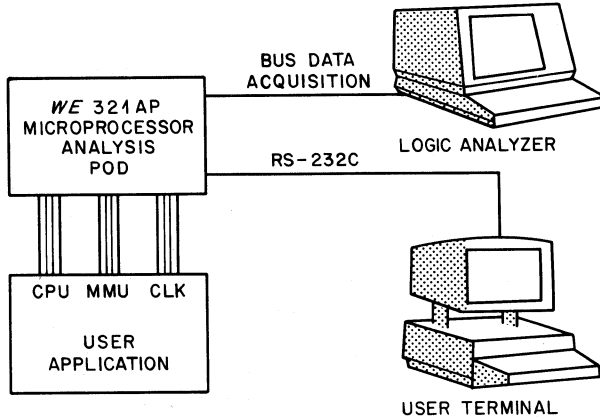 WE 321AP
MICROPROCESSOR
ANALYSIS
POD
BUS DATA
ACQUISITION
LOGIC ANALYZER
RS-232C
CPU MMU CLK
USER
APPLICATION
USER TERMINAL